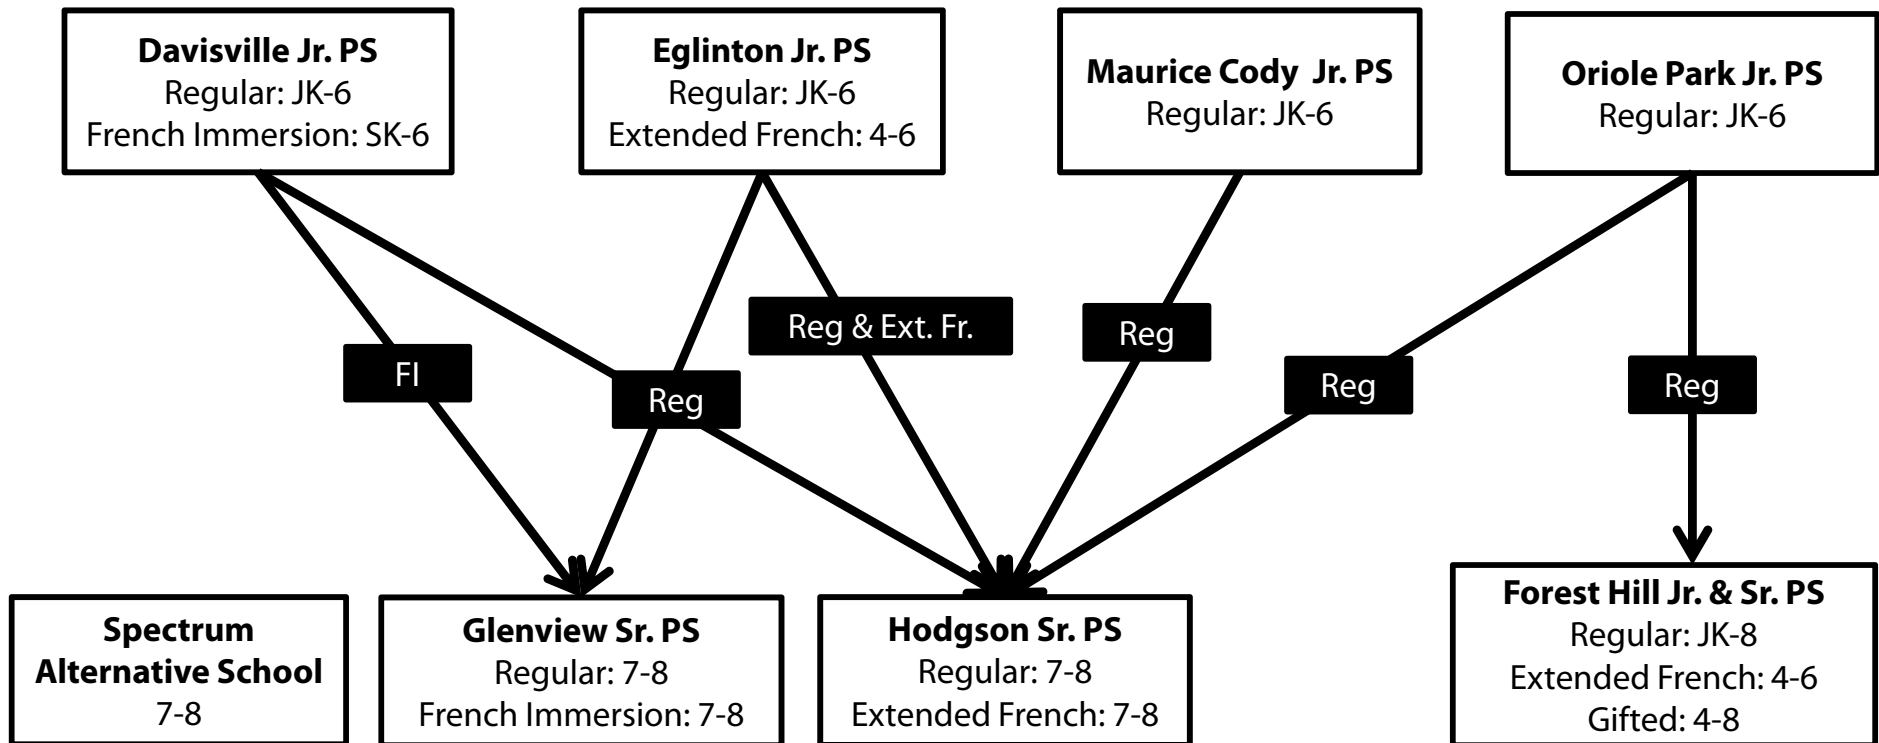 Davisville Jr. PS
Regular: JK-6
French Immersion: SK-6
Eglinton Jr. PS
Regular: JK-6
Extended French: 4-6
Maurice Cody Jr. PS
Regular: JK-6
Oriole Park Jr. PS
Regular: JK-6
FI
Reg
Reg & Ext. Fr.
Reg
Reg
Reg
Spectrum
Alternative School
7-8
Glenview Sr. PS
Regular: 7-8
French Immersion: 7-8
Hodgson Sr. PS
Regular: 7-8
Extended French: 7-8
Forest Hill Jr. & Sr. PS
Regular: JK-8
Extended French: 4-6
Gifted: 4-8